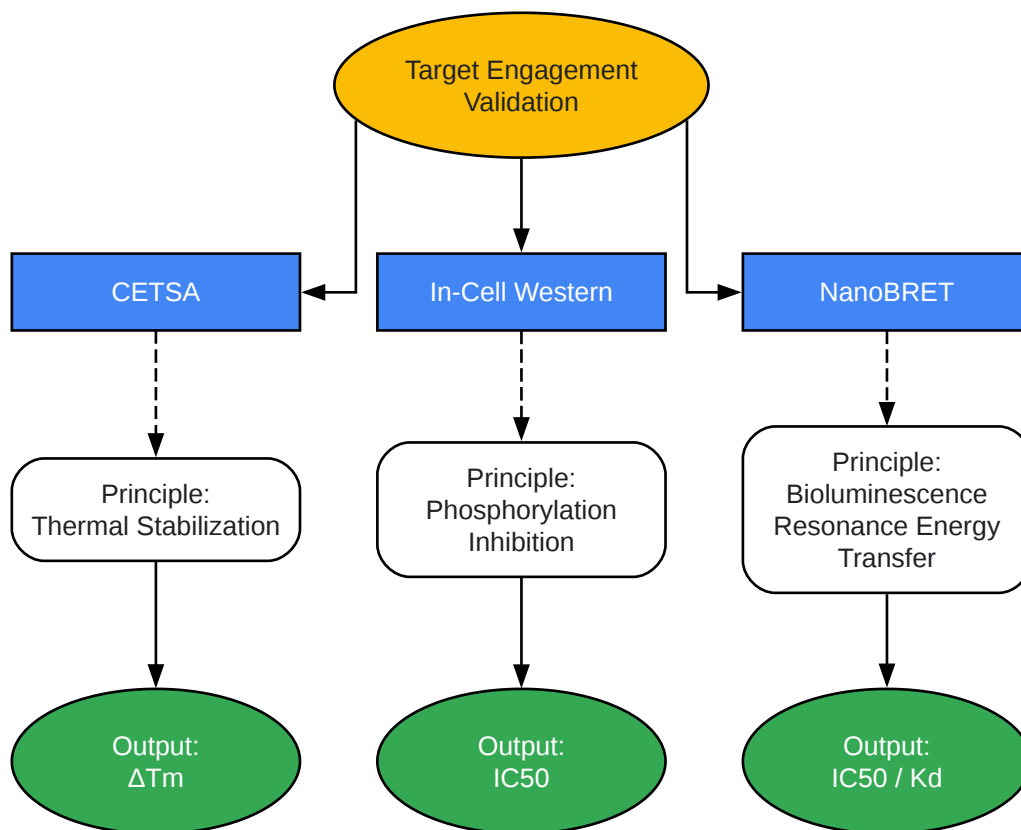 Target Engagement
Validation
CETSA
In-Cell Western
NanoBRET
Principle:
Thermal Stabilization
Principle:
Phosphorylation
Inhibition
Principle:
Bioluminescence
Resonance Energy
Transfer
Output:
ΔTm
Output:
IC50
Output:
IC50 / Kd